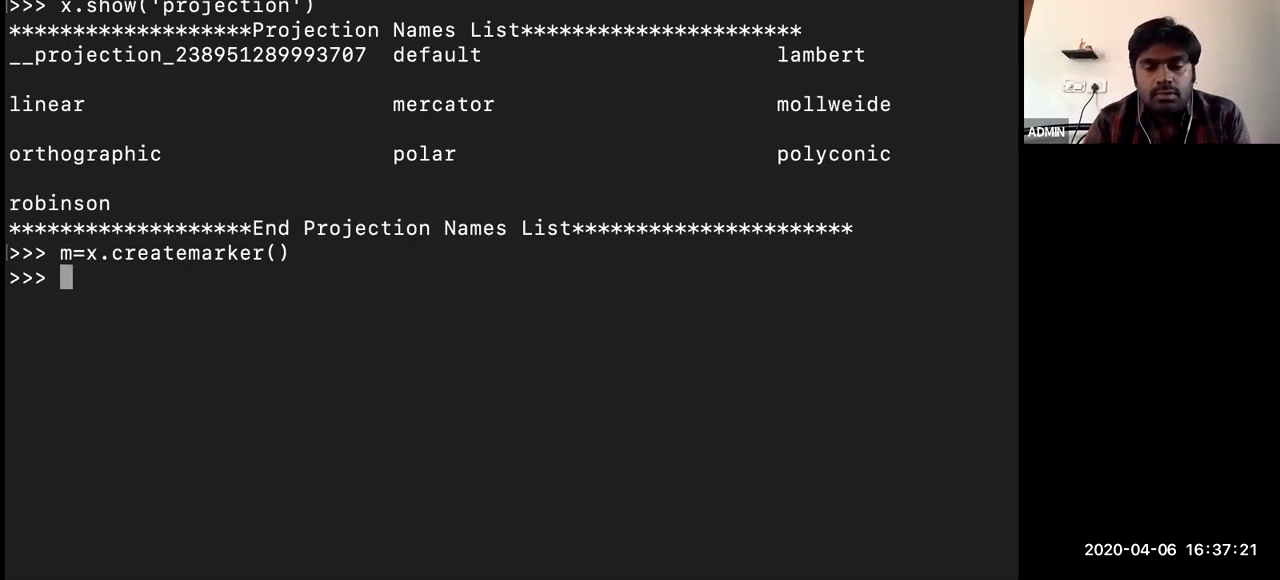 >>> x.show('projection')
*******************Projection Names List**********************
__projection_238951289993707 default lambert
linear mercator mollweide
orthographic polar polyconic
robinson
*******************End Projection Names List**********************
>>> m=x.createmarker()
>>>
ADMIN
2020-04-06 16:37:21